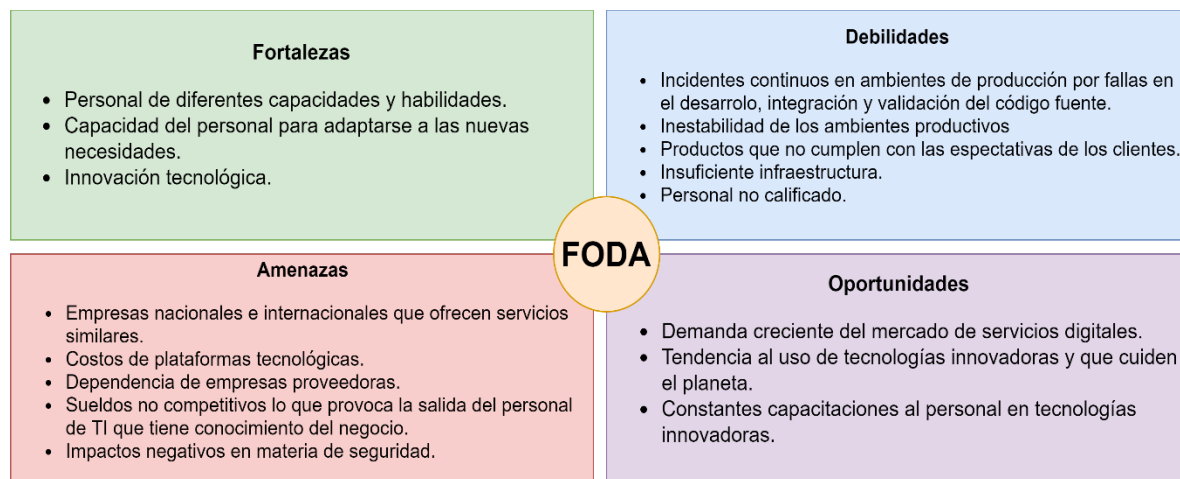 Fortalezas
• Personal de diferentes capacidades y habilidades.
• Capacidad del personal para adaptarse a las nuevas
necesidades.
• Innovación tecnológica.
Debilidades
• Incidentes continuos en ambientes de producción por fallas en
el desarrolo, integración y validación del código fuente.
• Inestabilidad de los ambientes productivos
• Productos que no cumplen con las espectativas de los clientes.
• Insuficiente infraestructura.
• Personal no calificado.
FODA
Amenazas
• Empresas nacionales e internacionales que ofrecen servicios
similares.
• Costos de plataformas tecnológicas.
• Dependencia de empresas proveedoras.
• Sueldos no competitivos lo que provoca la salida del personal
de TI que tiene conocimiento del negocio.
• Impactos negativos en materia de seguridad.
Oportunidades
• Demanda creciente del mercado de servicios digitales.
• Tendencia al uso de tecnologías innovadoras y que cuiden
el planeta.
• Constantes capacitaciones al personal en tecnologías
innovadoras.